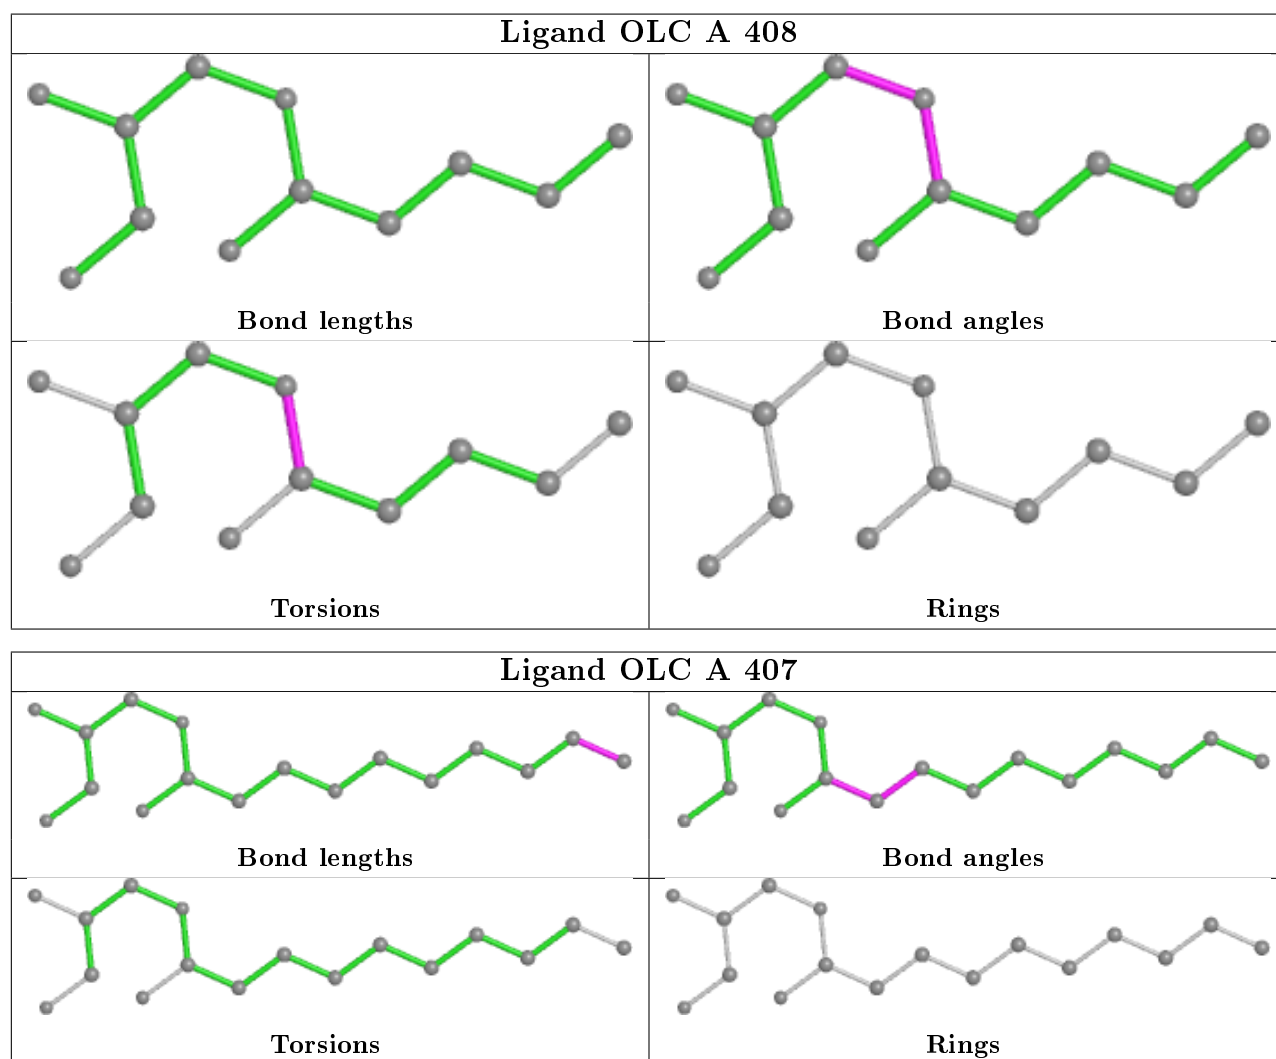 Ligand OLC A 408
Bond lengths
Bond angles
Torsions
Rings
Ligand OLC A 407
Bond lengths
Bond angles
Torsions
Rings